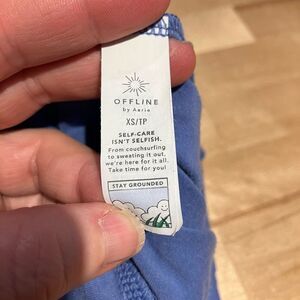 OFFLINE
by Aerie
XS/TP
SELF-CARE
ISN'T SELFISH.
From couchsurfing
to sweating it out,
we're here for it all.
Take time for you!
STAY GROUNDED